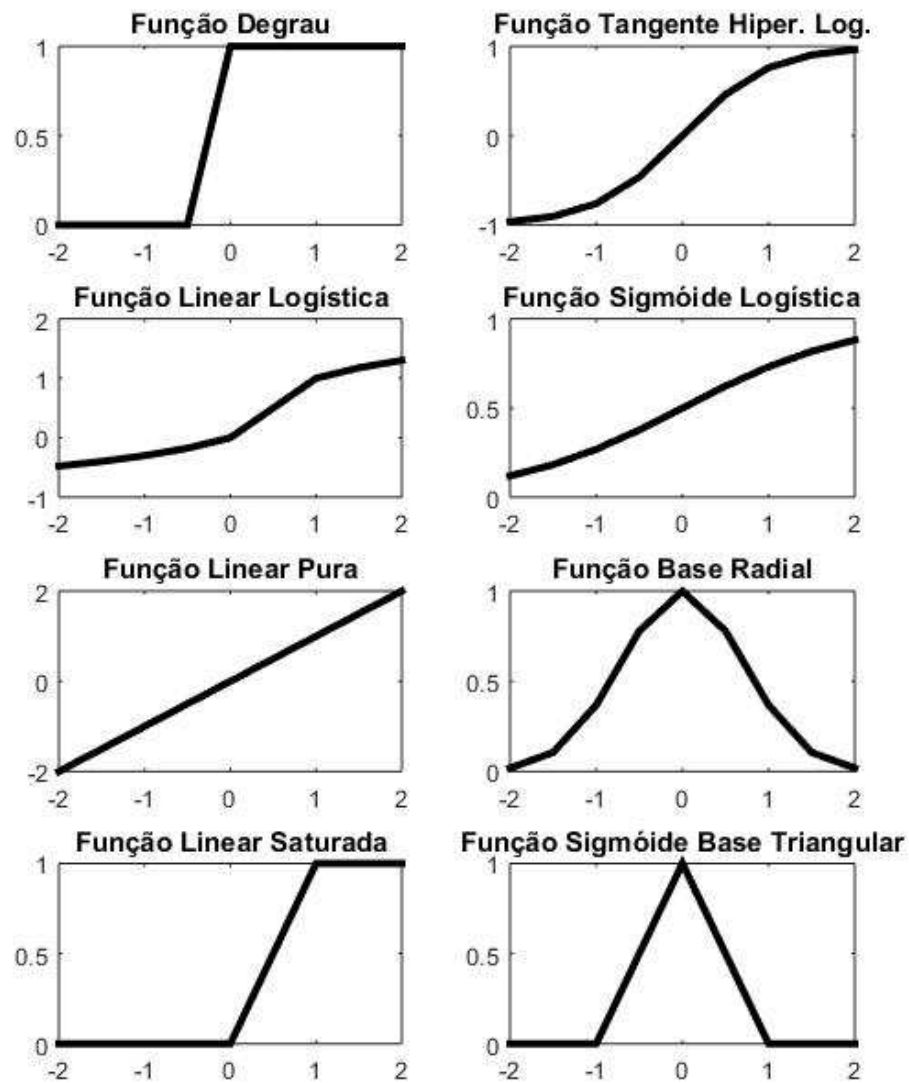 Função Degrau
1
0.5
0
-2 -1 0 1 2
Função Tangente Hiper. Log.
1
0
-1
-2 -1 0 1 2
Função Linear Logística
2
1
0
-1
-2 -1 0 1 2
Função Sigmóide Logística
1
0.5
0
-2 -1 0 1 2
Função Linear Pura
2
0
-2
-2 -1 0 1 2
Função Base Radial
1
0.5
0
-2 -1 0 1 2
Função Linear Saturada
1
0.5
0
-2 -1 0 1 2
Função Sigmóide Base Triangular
1
0.5
0
-2 -1 0 1 2